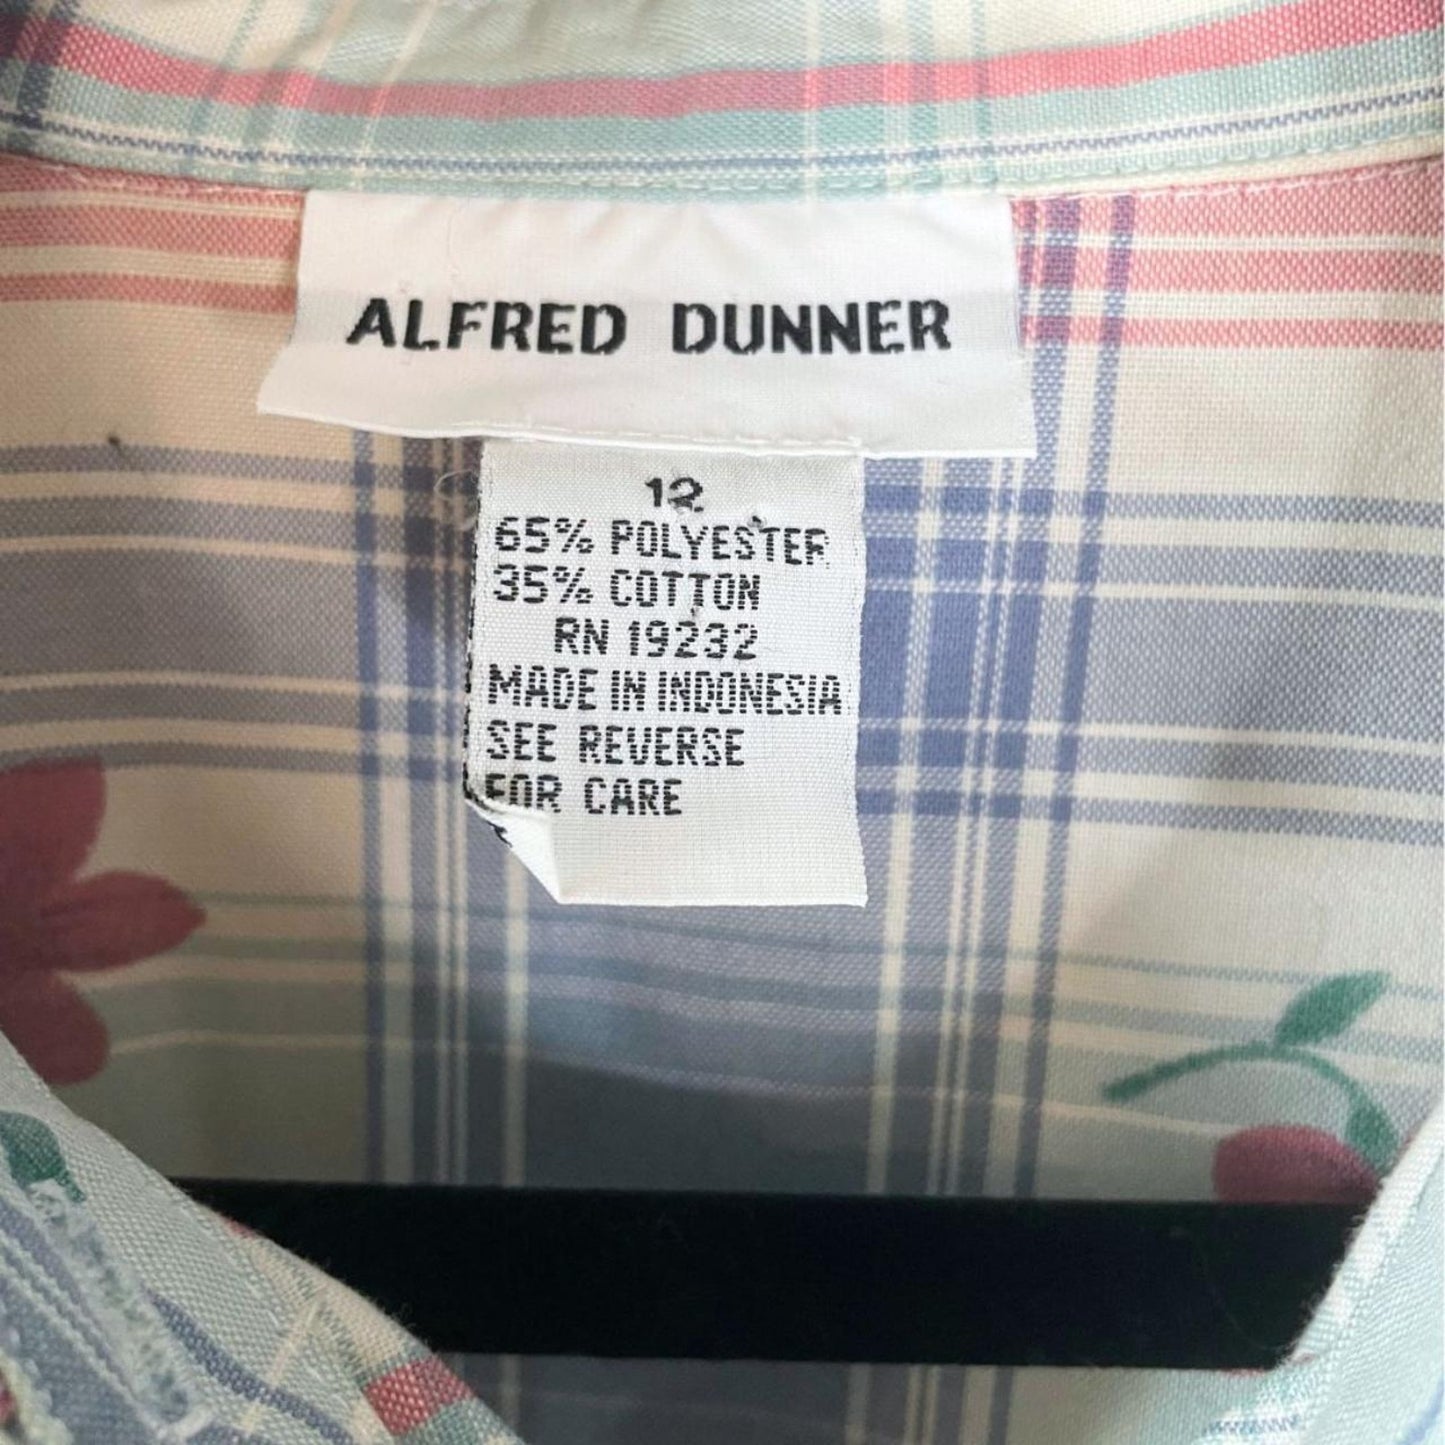 ALFRED DUNNER
12
65% POLYESTER
35% COTTON
RN 19232
MADE IN INDONESIA
SEE REVERSE
FOR CARE